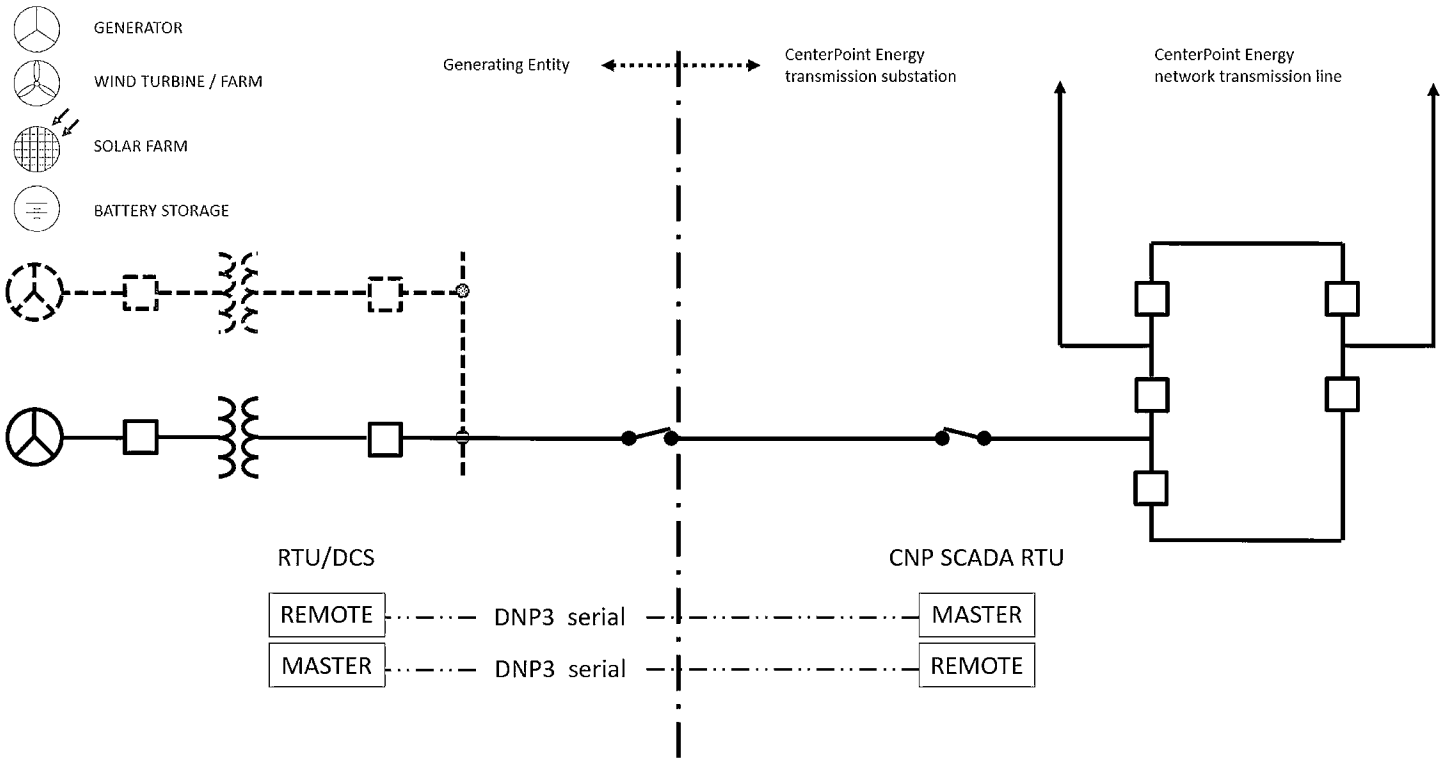 GENERATOR
WIND TURBINE / FARM
SOLAR FARM
BATTERY STORAGE
Generating Entity
CenterPoint Energy
transmission substation
CenterPoint Energy
network transmission line
RTU/DCS
CNP SCADA RTU
REMOTE
DNP3 serial
MASTER
MASTER
DNP3 serial
REMOTE